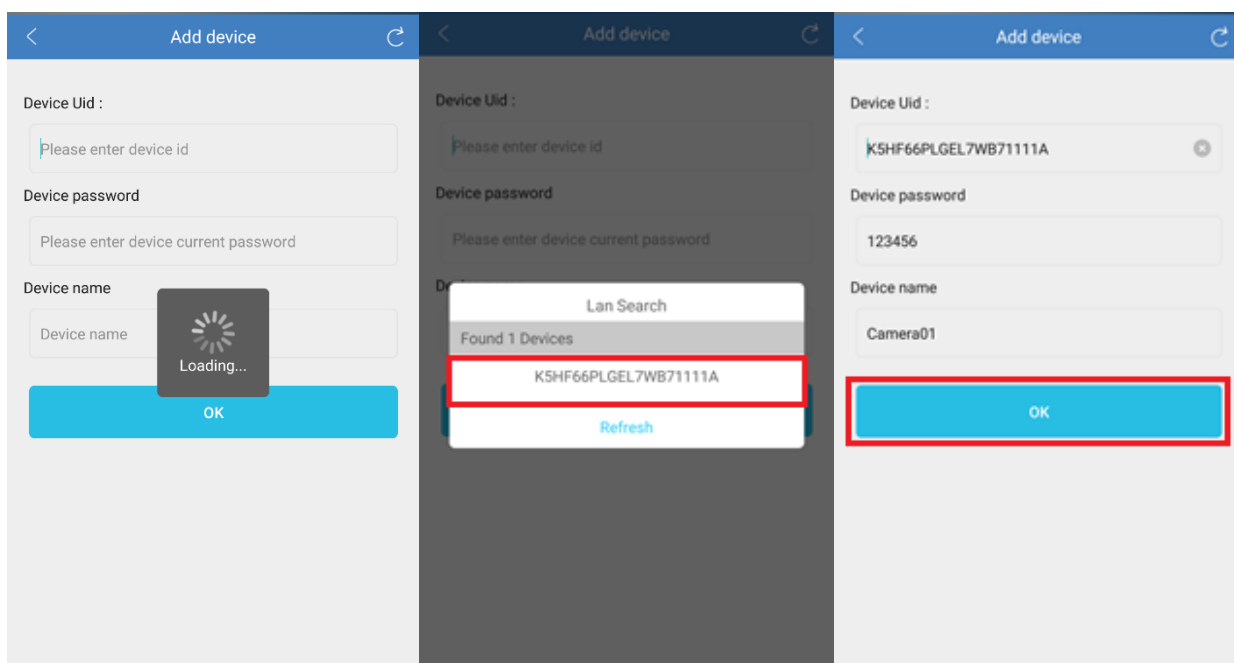 Add device
Device Uid :
Please enter device id
Device password
Please enter device current password
Device name
Device name
Loading...
OK
Add device
Device Uid :
Please enter device id
Device password
Please enter device current password
De
Lan Search
Found 1 Devices
K5HF66PLGEL7WB71111A
Refresh
Add device
Device Uid :
K5HF66PLGEL7WB71111A
Device password
123456
Device name
Camera01
OK